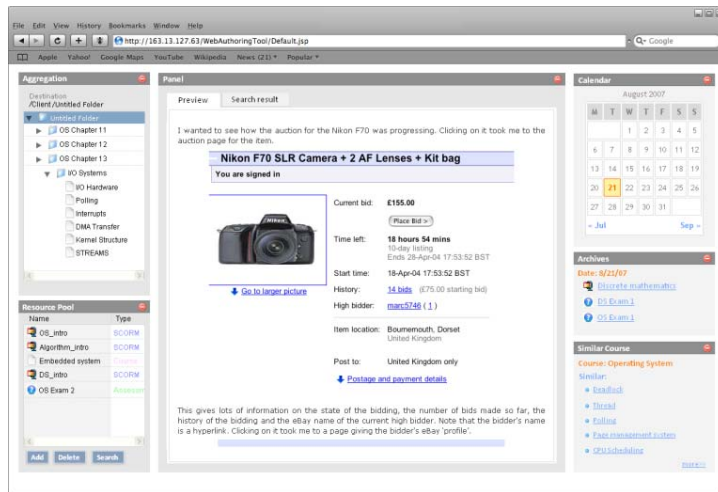 File Edit View History Bookmarks Window Help
http://163.13.127.63/WebAuthoringTool/Default.jsp
Google
Apple Yahoo! Google Maps YouTube Wikipedia News (21) Popular
Aggregation
Destination
/Client /Untitled Folder
Untitled Folder
OS Chapter 11
OS Chapter 12
OS Chapter 13
I/O Systems
I/O Hardware
Polling
Interrupts
DMA Transfer
Kernel Structure
STREAMS
Resource Pool
Name Type
OS_intro SCORM
Algorithm_intro SCORM
Embedded system Course
DS_intro SCORM
OS Exam 2 Assessm
Add Delete Search
Panel
Preview Search result
I wanted to see how the auction for the Nikon F70 was progressing. Clicking on it took me to the
auction page for the item.
Nikon F70 SLR Camera + 2 AF Lenses + Kit bag
You are signed in
Nikon
Go to larger picture
Current bid: £155.00
Place Bid >
Time left: 18 hours 54 mins
10-day listing
Ends 28-Apr-04 17:53:52 BST
Start time: 18-Apr-04 17:53:52 BST
History: 14 bids (£75.00 starting bid)
High bidder: marc5746 ( 1 )
Item location: Bournemouth, Dorset
United Kingdom
Post to: United Kingdom only
Postage and payment details
This gives lots of information on the state of the bidding, the number of bids made so far, the
history of the bidding and the eBay name of the current high bidder. Note that the bidder's name
is a hyperlink. Clicking on it took me to a page giving the bidder's eBay 'profile'.
Calendar
August 2007
M T W T F S S
1 2 3 4 5
6 7 8 9 10 11 12
13 14 15 16 17 18 19
20 21 22 23 24 25 26
27 28 29 30 31
« Jul Sep »
Archives
Date: 8/21/07
Discrete mathematics
DS Exam 1
OS Exam 1
Similar Course
Course: Operating System
Similar:
Deadlock
Thread
Polling
Page management system
CPU Scheduling
more>>